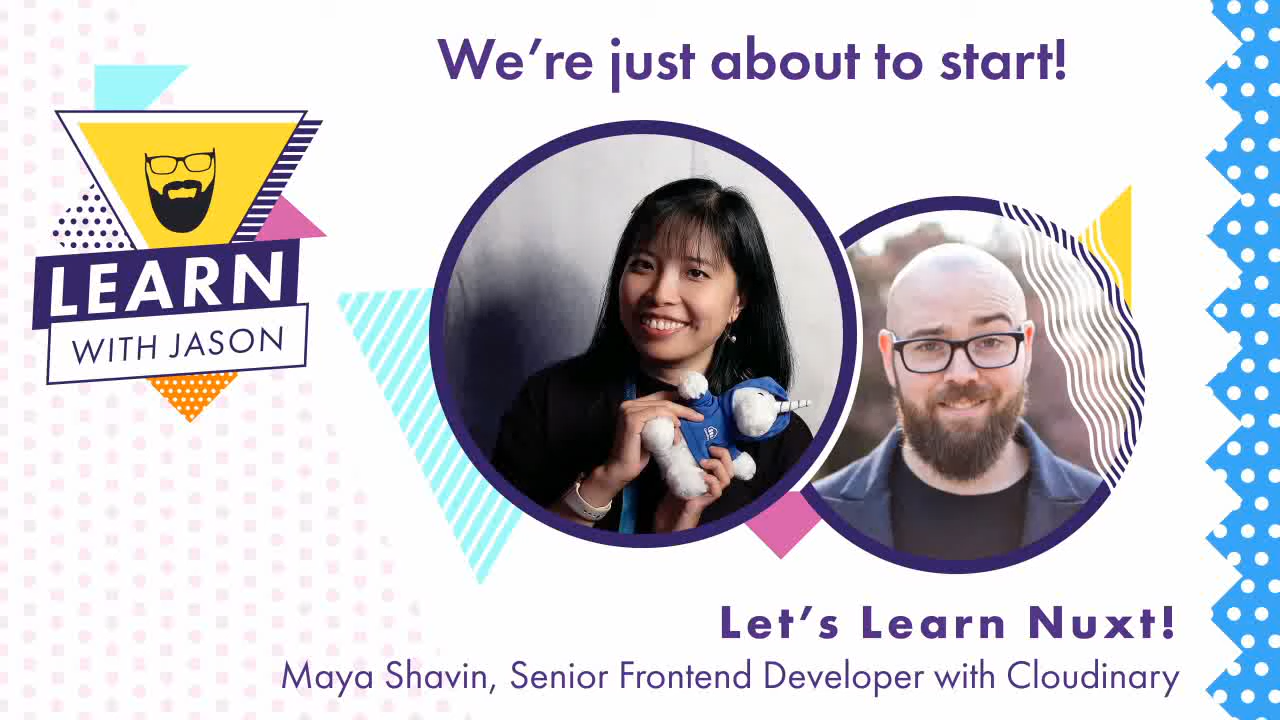 We’re just about to start!
LEARN
WITH JASON
Let’s Learn Nuxt!
Maya Shavin, Senior Frontend Developer with Cloudinary